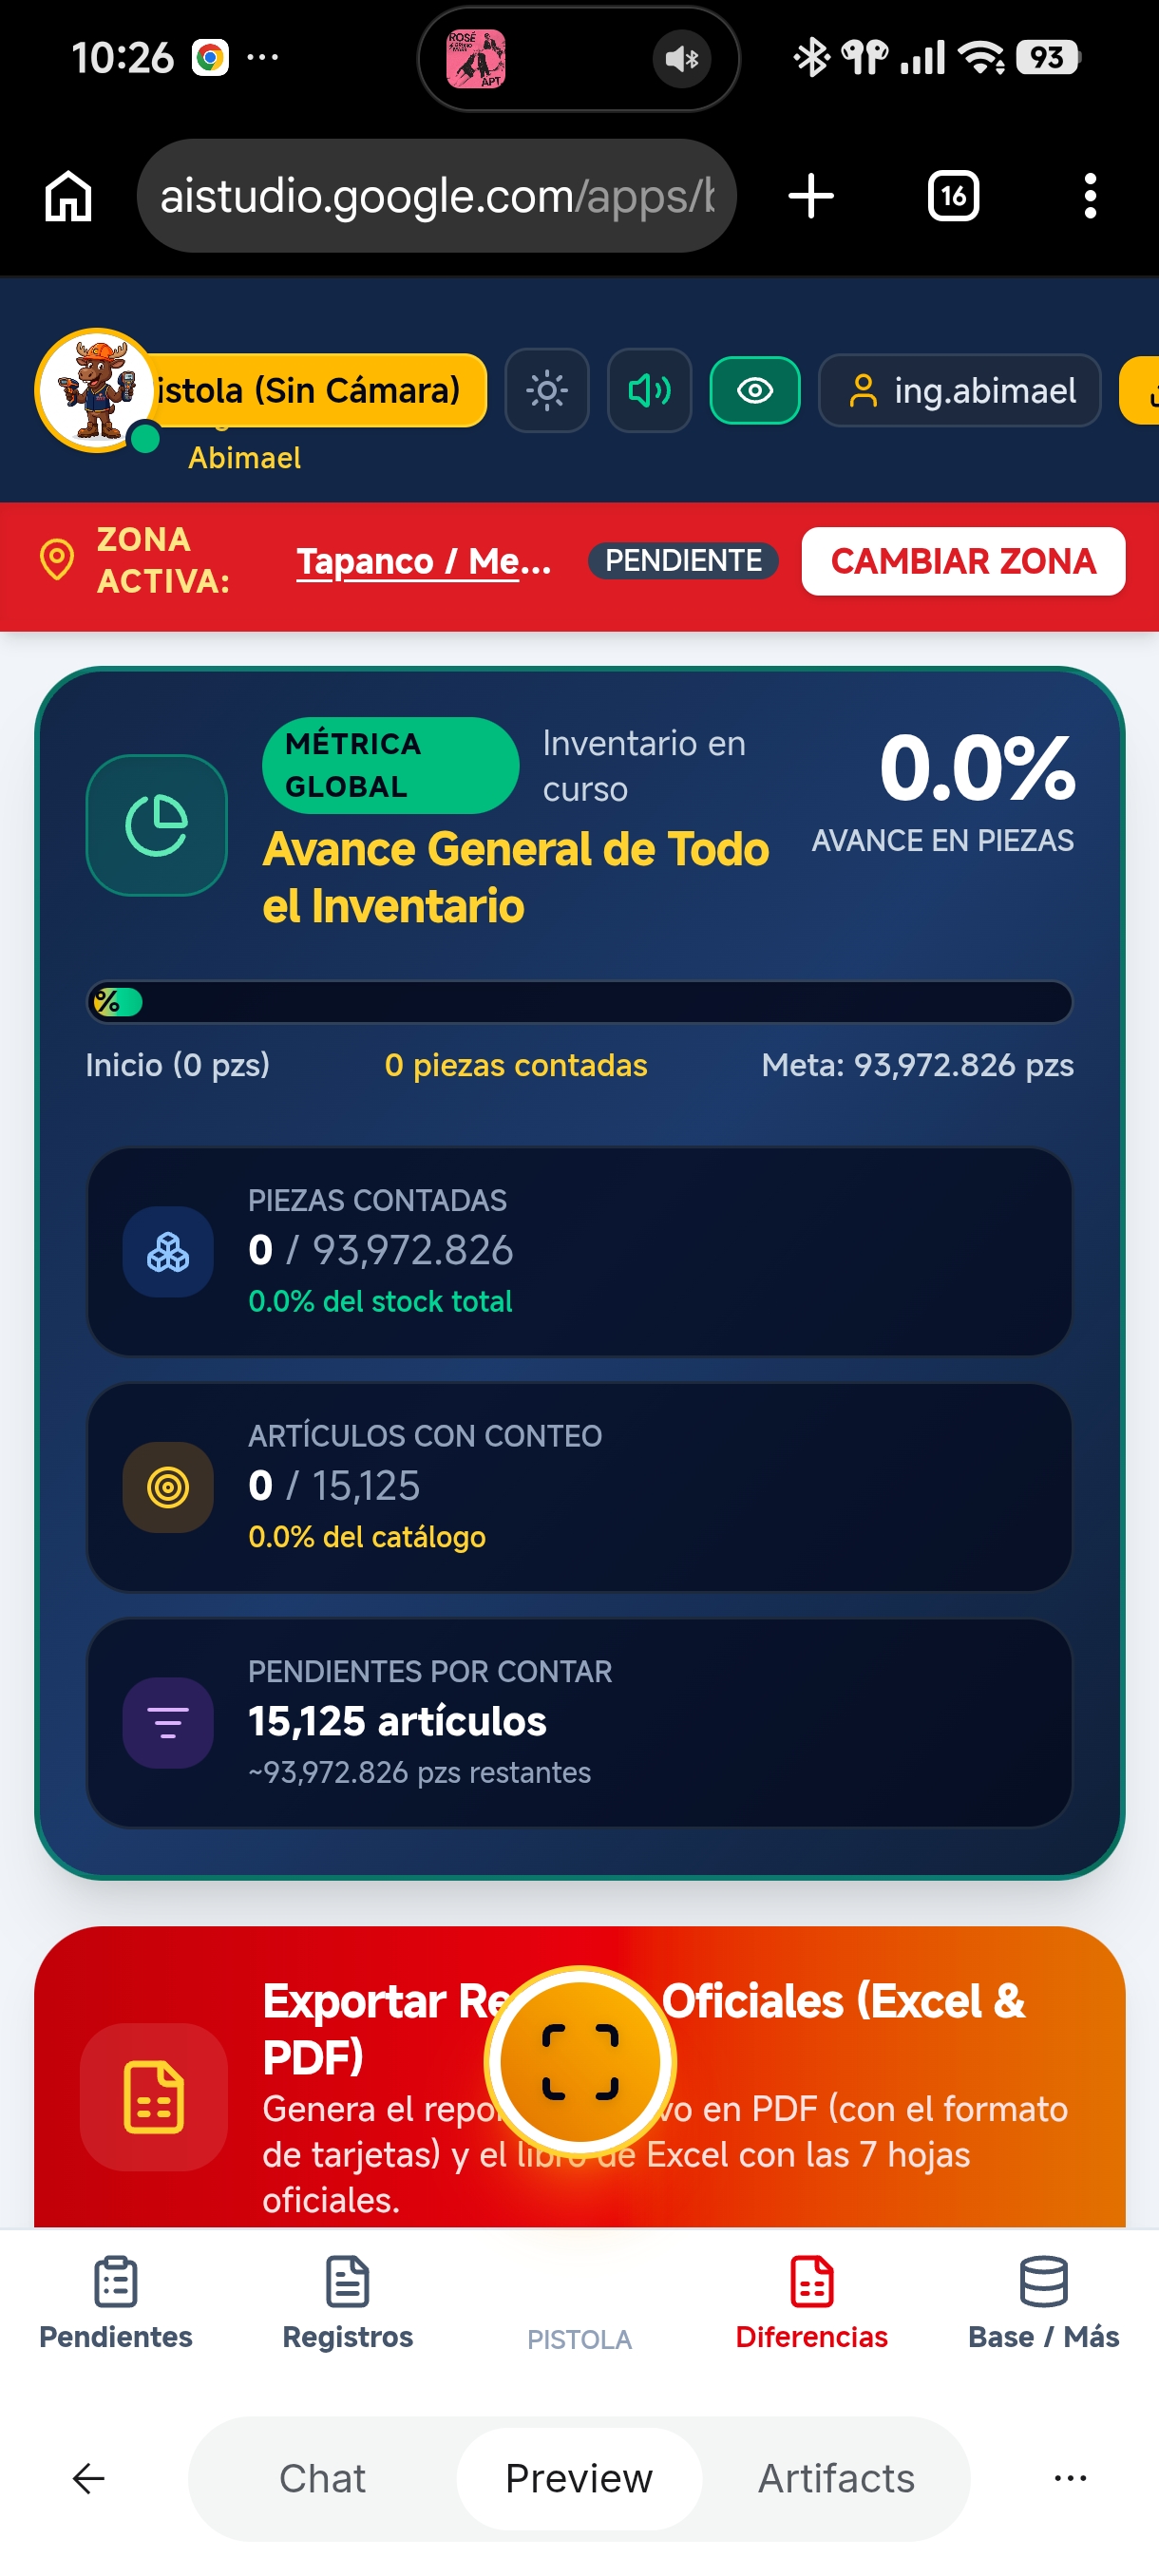 10:26
ROSÉ
APT
93
aistudio.google.com/apps/b
16
istola (Sin Cámara)
ing.abimael
Abimael
ZONA
ACTIVA:
Tapanco / Me...
PENDIENTE
CAMBIAR ZONA
MÉTRICA
GLOBAL
Inventario en
curso
0.0%
AVANCE EN PIEZAS
Avance General de Todo
el Inventario
%
Inicio (0 pzs)
0 piezas contadas
Meta: 93,972.826 pzs
PIEZAS CONTADAS
0 / 93,972.826
0.0% del stock total
ARTÍCULOS CON CONTEO
0 / 15,125
0.0% del catálogo
PENDIENTES POR CONTAR
15,125 artículos
~93,972.826 pzs restantes
Exportar Re Oficiales (Excel &
PDF)
Genera el repor vo en PDF (con el formato
de tarjetas) y el libro de Excel con las 7 hojas
oficiales.
Pendientes
Registros
PISTOLA
Diferencias
Base / Más
Chat
Preview
Artifacts